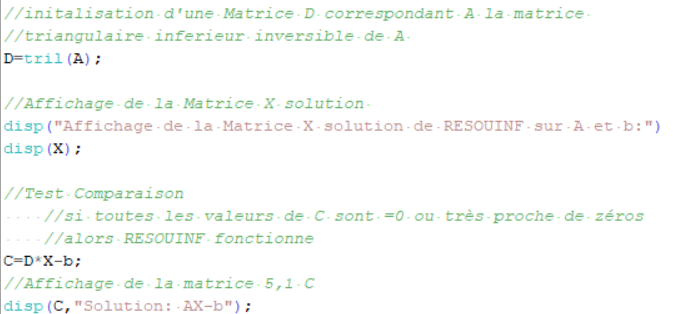 //initalisation d'une Matrice D correspondant A la matrice
//triangulaire inferieur inversible de A
D=tril(A);
//Affichage de la Matrice X solution
disp("Affichage de la Matrice X solution de RESOUINF sur A et b:")
disp(X);
//Test Comparaison
//si toutes les valeurs de C sont =0 ou très proche de zéros
//alors RESOUINF fonctionne
C=D*X-b;
//Affichage de la matrice 5,1 C
disp(C,"Solution: AX-b");